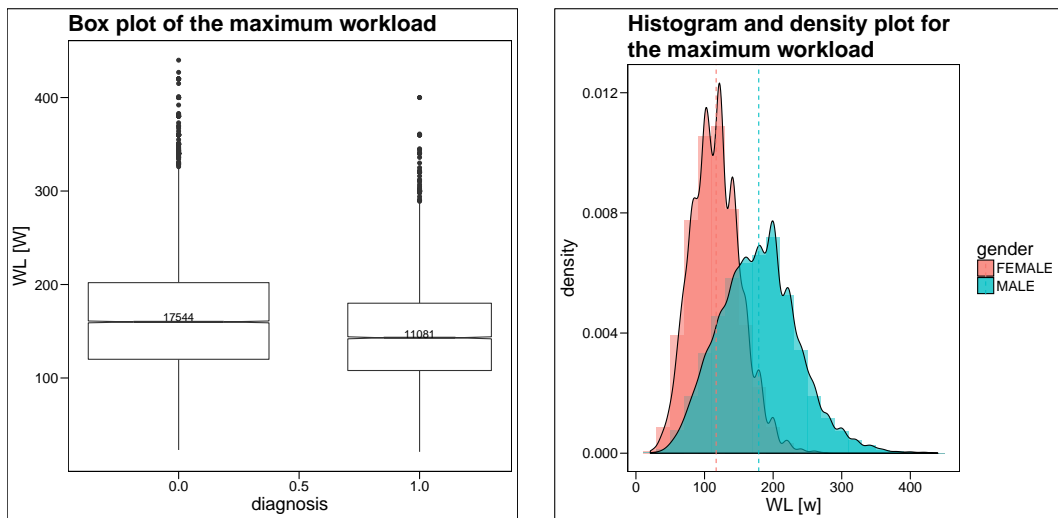 Box plot of the maximum workload
WL [W]
400
300
200
100
17544
11081
0.0
0.5
1.0
diagnosis
Histogram and density plot for
the maximum workload
density
0.012
0.008
0.004
0.000
0
100
200
300
400
WL [w]
gender
FEMALE
MALE